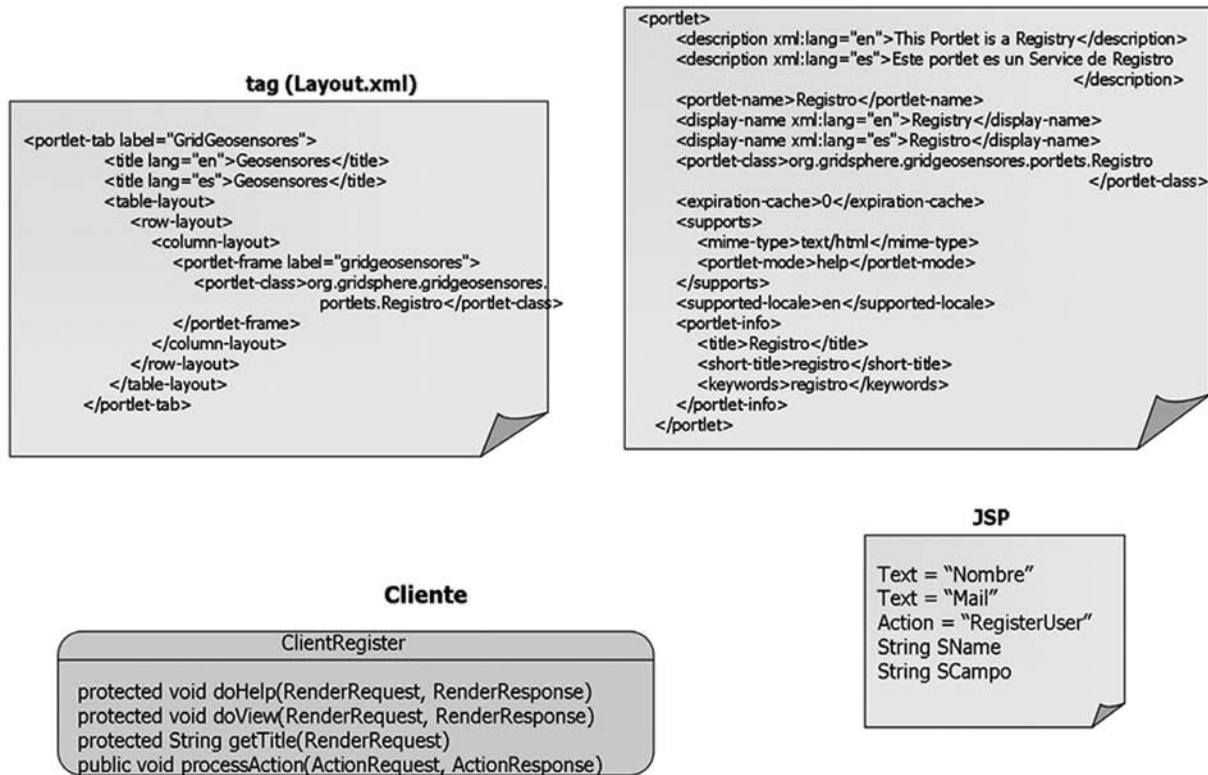 tag (Layout.xml)
<portlet-tab label="GridGeosensores">
<title lang="en">Geosensores</title>
<title lang="es">Geosensores</title>
<table-layout>
<row-layout>
<column-layout>
<portlet-frame label="gridgeosensores">
<portlet-class>org.gridsphere.gridgeosensores.
portlets.Registro</portlet-class>
</portlet-frame>
</column-layout>
</row-layout>
</table-layout>
</portlet-tab>
<portlet>
<description xml:lang="en">This Portlet is a Registry</description>
<description xml:lang="es">Este portlet es un Service de Registro
</description>
<portlet-name>Registro</portlet-name>
<display-name xml:lang="en">Registry</display-name>
<display-name xml:lang="es">Registro</display-name>
<portlet-class>org.gridsphere.gridgeosensores.portlets.Registro
</portlet-class>
<expiration-cache>0</expiration-cache>
<supports>
<mime-type>text/html</mime-type>
<portlet-mode>help</portlet-mode>
</supports>
<supported-locale>en</supported-locale>
<portlet-info>
<title>Registro</title>
<short-title>registro</short-title>
<keywords>registro</keywords>
</portlet-info>
</portlet>
Cliente
ClientRegister
protected void doHelp(RenderRequest, RenderResponse)
protected void doView(RenderRequest, RenderResponse)
protected String getTitle(RenderRequest)
public void processAction(ActionRequest, ActionResponse)
JSP
Text = “Nombre”
Text = “Mail”
Action = “RegisterUser”
String SName
String SCampo